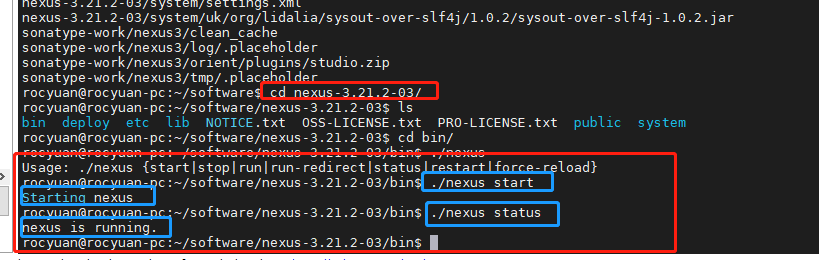 nexus-3.21.2-03/system/settings.xml
nexus-3.21.2-03/system/uk/org/lidalia/sysout-over-slf4j/1.0.2/sysout-over-slf4j-1.0.2.jar
sonatype-work/nexus3/clean_cache
sonatype-work/nexus3/log/.placeholder
sonatype-work/nexus3/orient/plugins/studio.zip
sonatype-work/nexus3/tmp/.placeholder
rocyuan@rocyuan-pc:~/software$ cd nexus-3.21.2-03/
rocyuan@rocyuan-pc:~/software/nexus-3.21.2-03$ ls
bin deploy etc lib NOTICE.txt OSS-LICENSE.txt PRO-LICENSE.txt public system
rocyuan@rocyuan-pc:~/software/nexus-3.21.2-03$ cd bin/
rocyuan@rocyuan-pc:~/software/nexus-3.21.2-03/bin$ ./nexus
Usage: ./nexus {start|stop|run|run-redirect|status|restart|force-reload}
rocyuan@rocyuan-pc:~/software/nexus-3.21.2-03/bin$ ./nexus start
Starting nexus
rocyuan@rocyuan-pc:~/software/nexus-3.21.2-03/bin$ ./nexus status
nexus is running.
rocyuan@rocyuan-pc:~/software/nexus-3.21.2-03/bin$